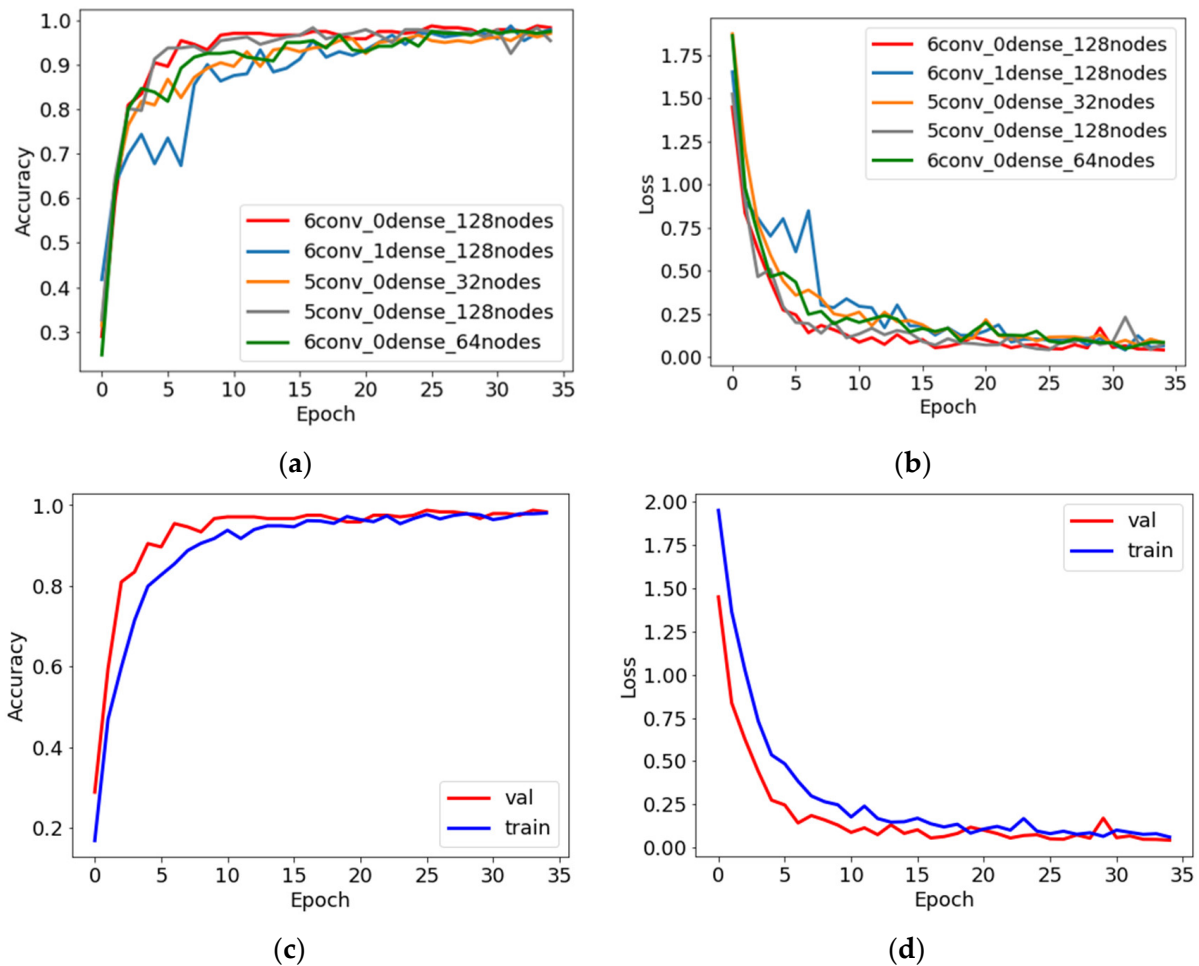 1.0
0.9
0.8
0.7
0.6
0.5
0.4
0.3
Accuracy
6conv_0dense_128nodes
6conv_1dense_128nodes
5conv_0dense_32nodes
5conv_0dense_128nodes
6conv_0dense_64nodes
0 5 10 15 20 25 30 35
Epoch
(a)
1.75
1.50
1.25
1.00
0.75
0.50
0.25
0.00
Loss
6conv_0dense_128nodes
6conv_1dense_128nodes
5conv_0dense_32nodes
5conv_0dense_128nodes
6conv_0dense_64nodes
0 5 10 15 20 25 30 35
Epoch
(b)
1.0
0.8
0.6
0.4
0.2
Accuracy
val
train
0 5 10 15 20 25 30 35
Epoch
(c)
2.00
1.75
1.50
1.25
1.00
0.75
0.50
0.25
0.00
Loss
val
train
0 5 10 15 20 25 30 35
Epoch
(d)